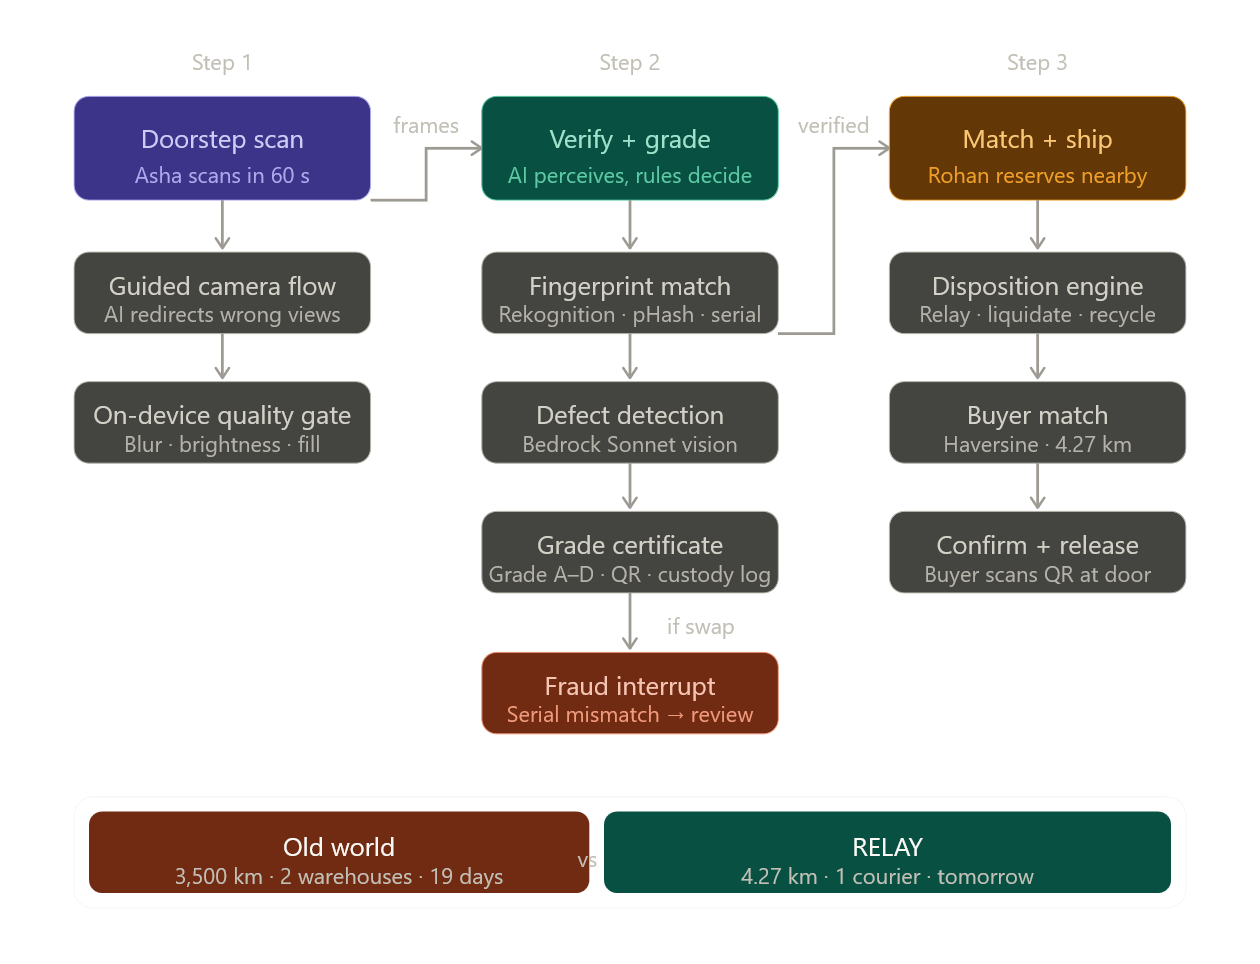 Step 1
Step 2
Step 3
Doorstep scan
Asha scans in 60 s
frames
Verify + grade
AI perceives, rules decide
verified
Match + ship
Rohan reserves nearby
Guided camera flow
AI redirects wrong views
Fingerprint match
Rekognition · pHash · serial
Disposition engine
Relay · liquidate · recycle
On-device quality gate
Blur · brightness · fill
Defect detection
Bedrock Sonnet vision
Buyer match
Haversine · 4.27 km
Grade certificate
Grade A–D · QR · custody log
Confirm + release
Buyer scans QR at door
if swap
Fraud interrupt
Serial mismatch → review
Old world
3,500 km · 2 warehouses · 19 days
vs
RELAY
4.27 km · 1 courier · tomorrow